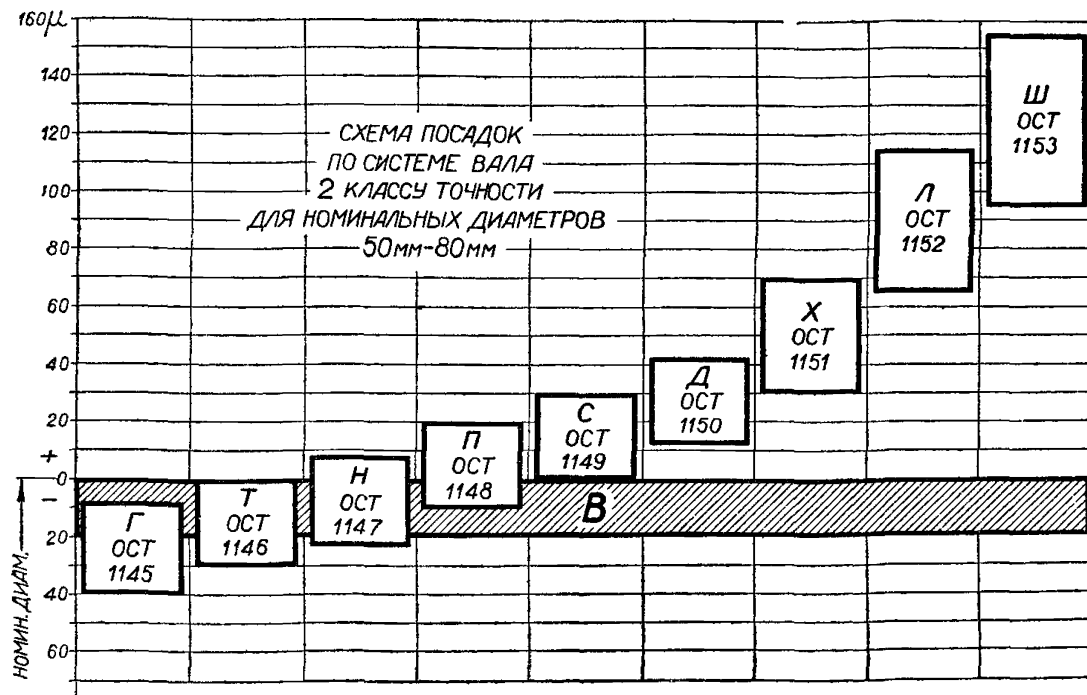 160μ
140
120
100
80
60
40
20
+
0
−
20
40
60
НОМИН. ДИАМ.
СХЕМА ПОСАДОК
ПО СИСТЕМЕ ВАЛА
2 КЛАССУ ТОЧНОСТИ
ДЛЯ НОМИНАЛЬНЫХ ДИАМЕТРОВ
50мм-80мм
Г
ОСТ
1145
Т
ОСТ
1146
Н
ОСТ
1147
П
ОСТ
1148
С
ОСТ
1149
Д
ОСТ
1150
Х
ОСТ
1151
Л
ОСТ
1152
Ш
ОСТ
1153
В